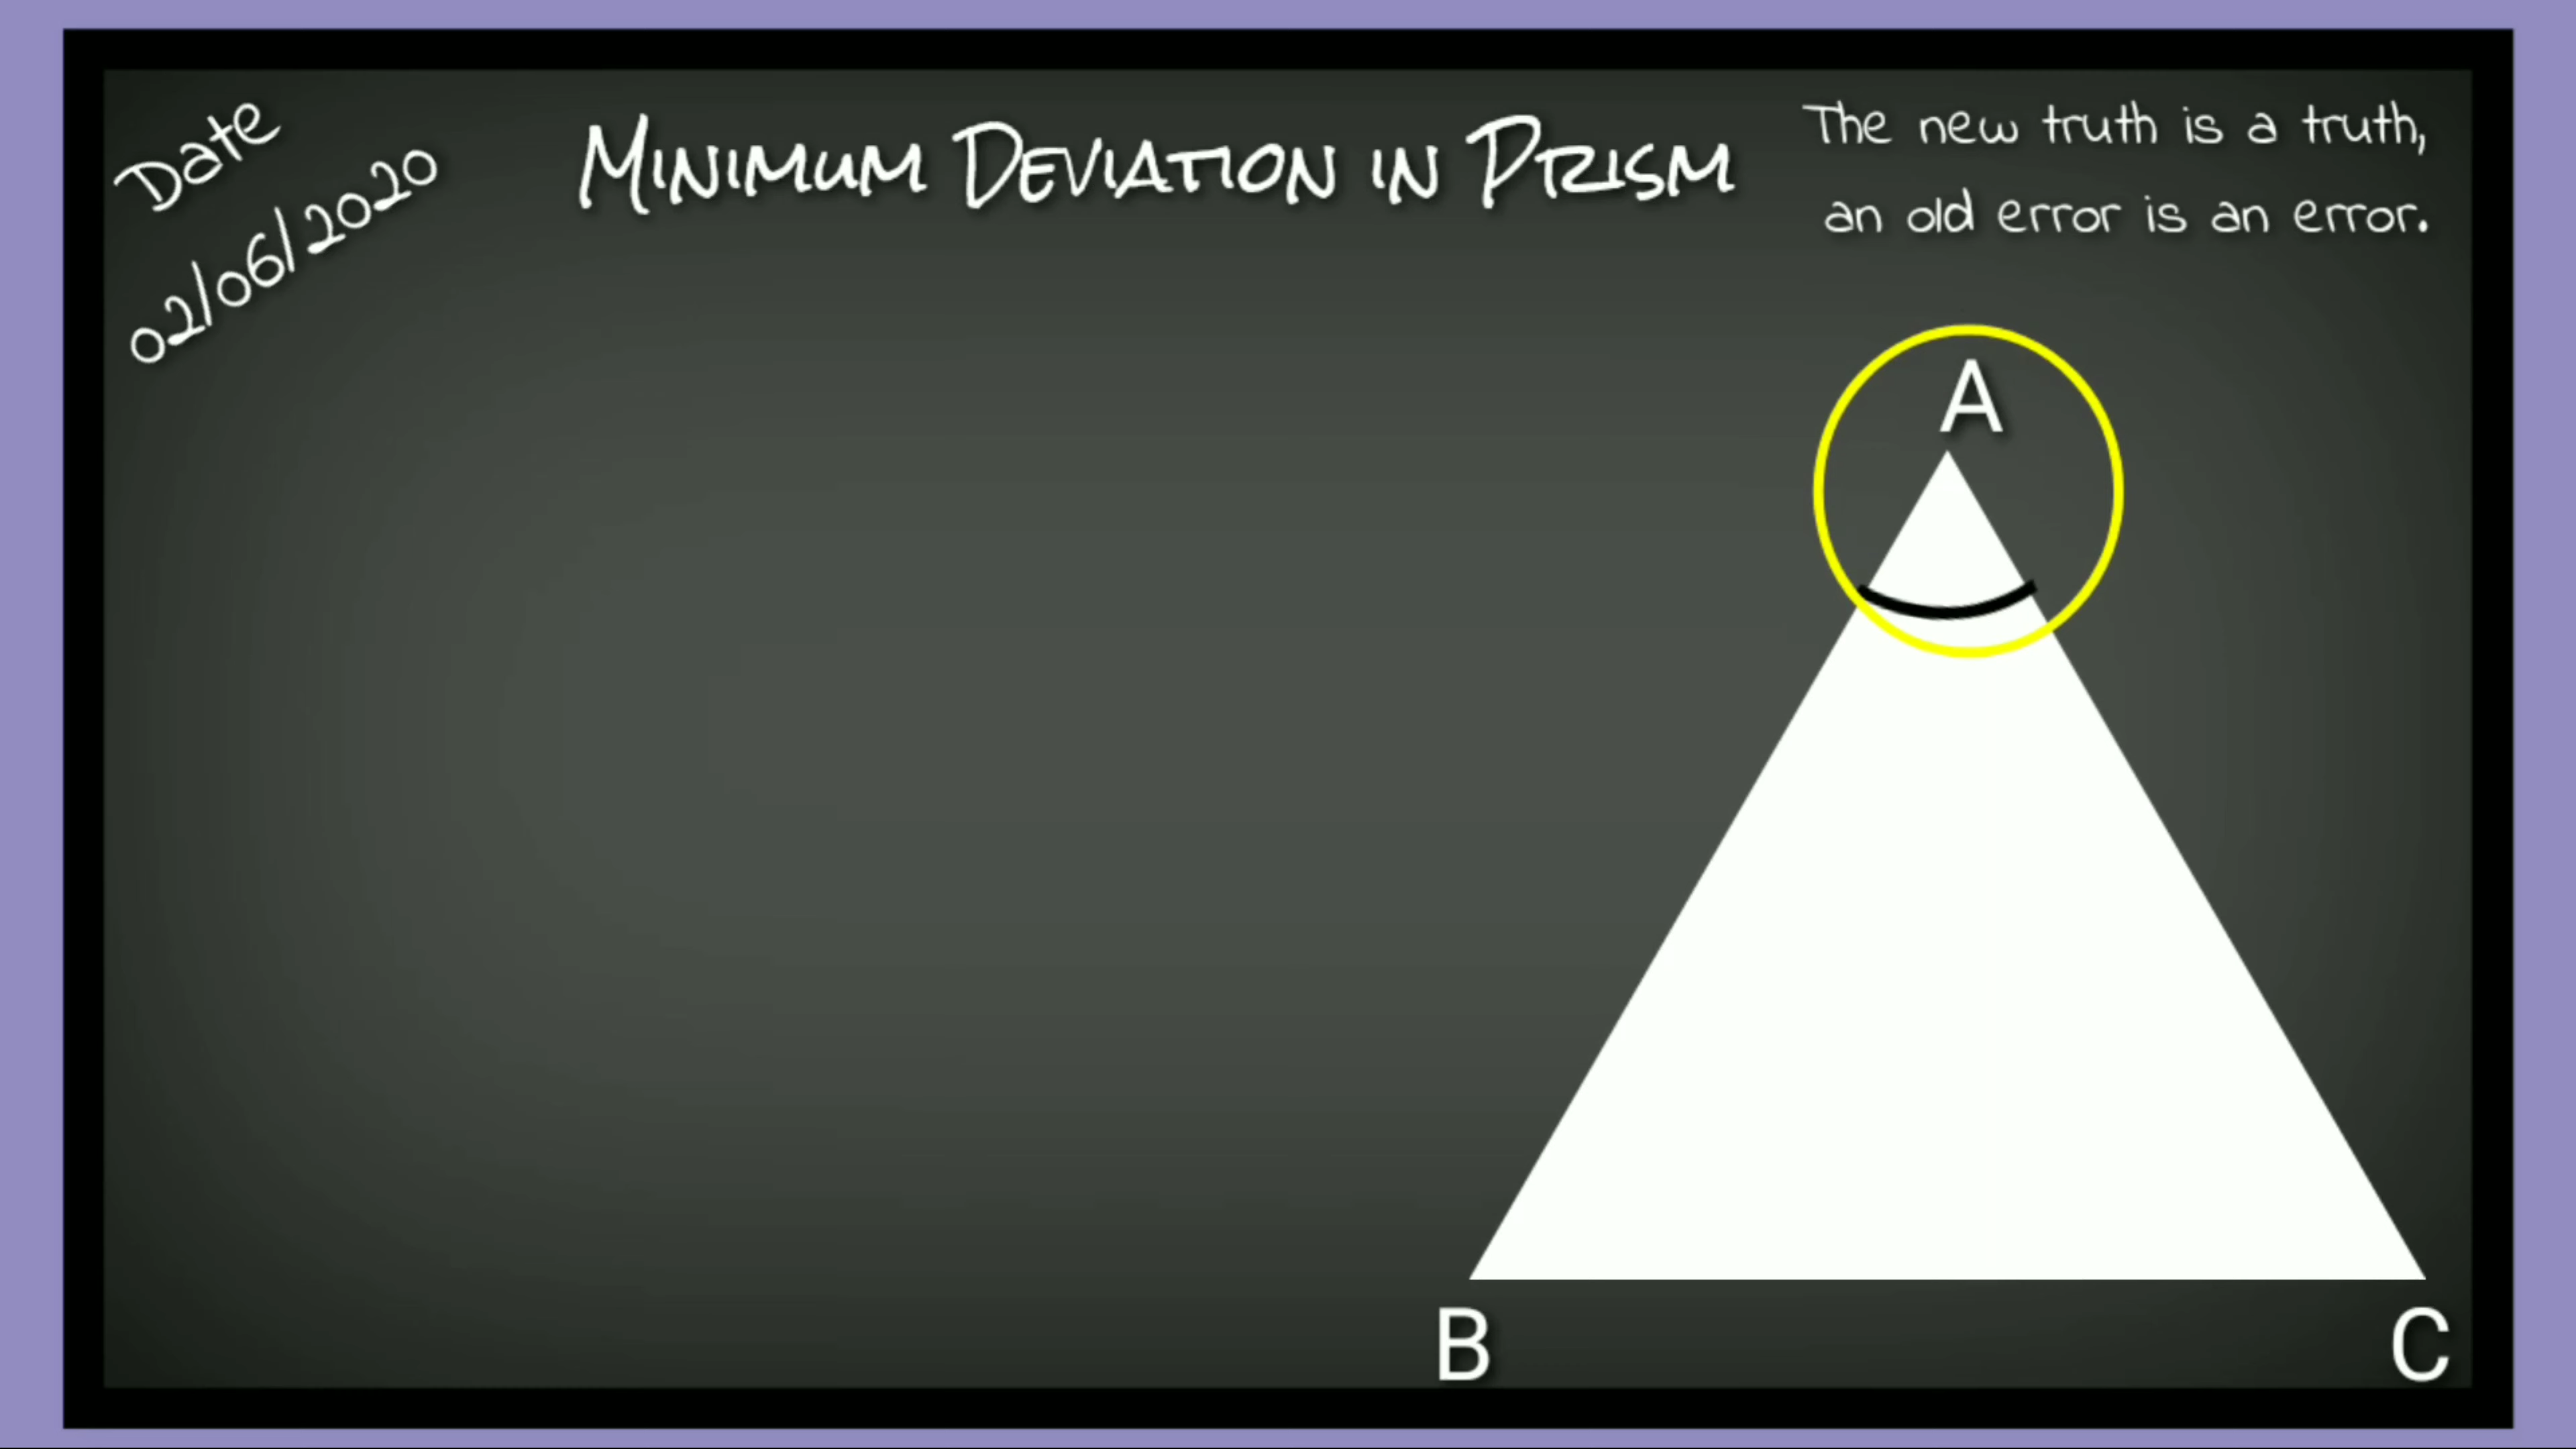 Date
02/06/2020
Minimum Deviation in Prism
The new truth is a truth,
an old error is an error.
A
B
C